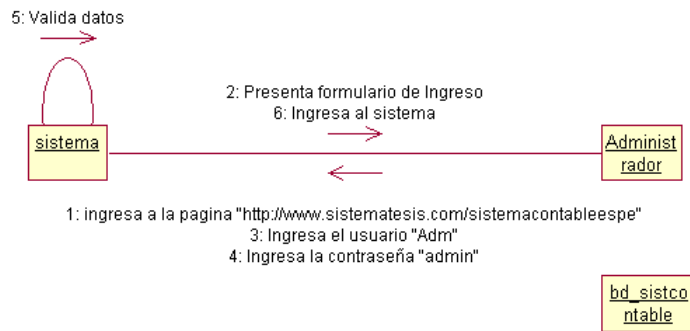 5: Valida datos
2: Presenta formulario de Ingreso
6: Ingresa al sistema
sistema
Administ
rador
1: ingresa a la pagina "http://www.sistematesis.com/sistemacontableespe"
3: Ingresa el usuario "Adm"
4: Ingresa la contraseña "admin"
bd_sistco
ntable